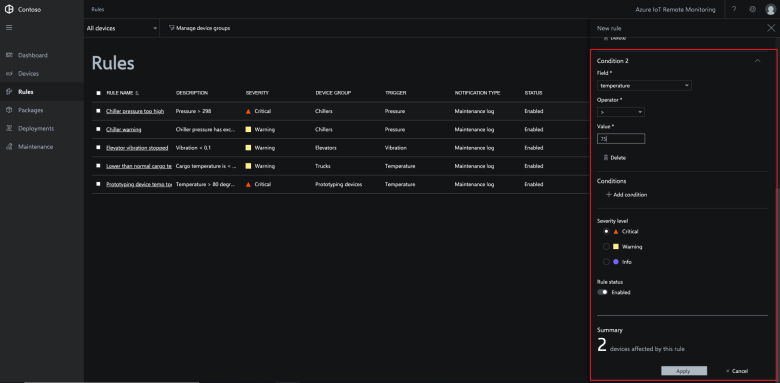 Contoso
Rules
Azure IoT Remote Monitoring
?
All devices
Manage device groups
New rule
Delete
Dashboard
Devices
Rules
Packages
Deployments
Maintenance
Rules
RULE NAME DESCRIPTION SEVERITY DEVICE GROUP TRIGGER NOTIFICATION TYPE STATUS
Chiller pressure too high Pressure > 298 Critical Chillers Pressure Maintenance log Enabled
Chiller warning Chiller pressure has exc... Warning Chillers Pressure Maintenance log Enabled
Elevator vibration stopped Vibration < 0.1 Warning Elevators Vibration Maintenance log Enabled
Lower than normal cargo te Cargo temperature is < ... Warning Trucks Temperature Maintenance log Enabled
Prototyping device temp too Temperature > 80 degr... Critical Prototyping devices Temperature Maintenance log Enabled
Condition 2
Field *
temperature
Operator *
>
Value *
75
Delete
Conditions
+ Add condition
Severity level
Critical
Warning
Info
Rule status
Enabled
Summary
2 devices affected by this rule
Apply
× Cancel